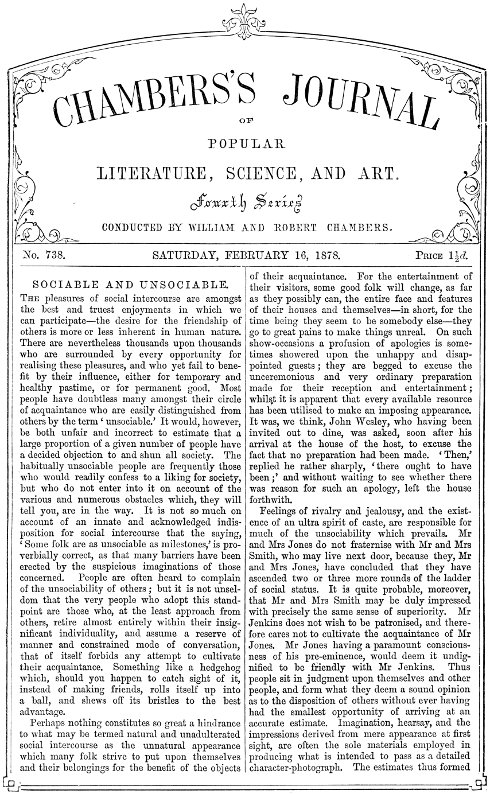 CHAMBERS'S JOURNAL
OF
POPULAR
LITERATURE, SCIENCE, AND ART.
Fourth Series
CONDUCTED BY WILLIAM AND ROBERT CHAMBERS.
No. 738.
SATURDAY, FEBRUARY 16, 1878.
PRICE 1½d.
SOCIABLE AND UNSOCIABLE.
THE pleasures of social intercourse are amongst
the best and truest enjoyments in which we
can participate—the desire for the friendship of
others is more or less inherent in human nature.
There are nevertheless thousands upon thousands
who are surrounded by every opportunity for
realising these pleasures, and who yet fail to bene-
fit by their influence, either for temporary and
healthy pastime, or for permanent good. Most
people have doubtless many amongst their circle
of acquaintance who are easily distinguished from
others by the term 'unsociable.' It would, however,
be both unfair and incorrect to estimate that a
large proportion of a given number of people have
a decided objection to and shun all society. The
habitually unsociable people are frequently those
who would readily confess to a liking for society,
but who do not enter into it on account of the
various and numerous obstacles which, they will
tell you, are in the way. It is not so much on
account of an innate and acknowledged indis-
position for social intercourse that the saying,
'Some folk are as unsociable as milestones,' is pro-
verbially correct, as that many barriers have been
erected by the suspicious imaginations of those
concerned. People are often heard to complain
of the unsociability of others; but it is not unsel-
dom that the very people who adopt this stand-
point are those who, at the least approach from
others, retire almost entirely within their insig-
nificant individuality, and assume a reserve of
manner and constrained mode of conversation,
that of itself forbids any attempt to cultivate
their acquaintance. Something like a hedgehog
which, should you happen to catch sight of it,
instead of making friends, rolls itself up into
a ball, and shews off its bristles to the best
advantage.
Perhaps nothing constitutes so great a hindrance
to what may be termed natural and unadulterated
social intercourse as the unnatural appearance
which many folk strive to put upon themselves
and their belongings for the benefit of the objects
of their acquaintance. For the entertainment of
their visitors, some good folk will change, as far
as they possibly can, the entire face and features
of their houses and themselves—in short, for the
time being they seem to be somebody else—they
go to great pains to make things unreal. On such
show-occasions a profusion of apologies is some-
times showered upon the unhappy and disap-
pointed guests; they are begged to excuse the
unceremonious and very ordinary preparation
made for their reception and entertainment;
whilst it is apparent that every available resource
has been utilised to make an imposing appearance.
It was, we think, John Wesley, who having been
invited out to dine, was asked, soon after his
arrival at the house of the host, to excuse the
fact that no preparation had been made. 'Then,'
replied he rather sharply, 'there ought to have
been;' and without waiting to see whether there
was reason for such an apology, left the house
forthwith.
Feelings of rivalry and jealousy, and the exist-
ence of an ultra spirit of caste, are responsible for
much of the unsociability which prevails. Mr
and Mrs Jones do not fraternise with Mr and Mrs
Smith, who may live next door, because they, Mr
and Mrs Jones, have concluded that they have
ascended two or three more rounds of the ladder
of social status. It is quite probable, moreover,
that Mr and Mrs Smith may be duly impressed
with precisely the same sense of superiority. Mr
Jenkins does not wish to be patronised, and there-
fore cares not to cultivate the acquaintance of Mr
Jones. Mr Jones having a paramount conscious-
ness of his pre-eminence, would deem it undig-
nified to be friendly with Mr Jenkins. Thus
people sit in judgment upon themselves and other
people, and form what they deem a sound opinion
as to the disposition of others without ever having
had the smallest opportunity of arriving at an
accurate estimate. Imagination, hearsay, and the
impressions derived from mere appearance at first
sight, are often the sole materials employed in
producing what is intended to pass as a detailed
character-photograph. The estimates thus formed